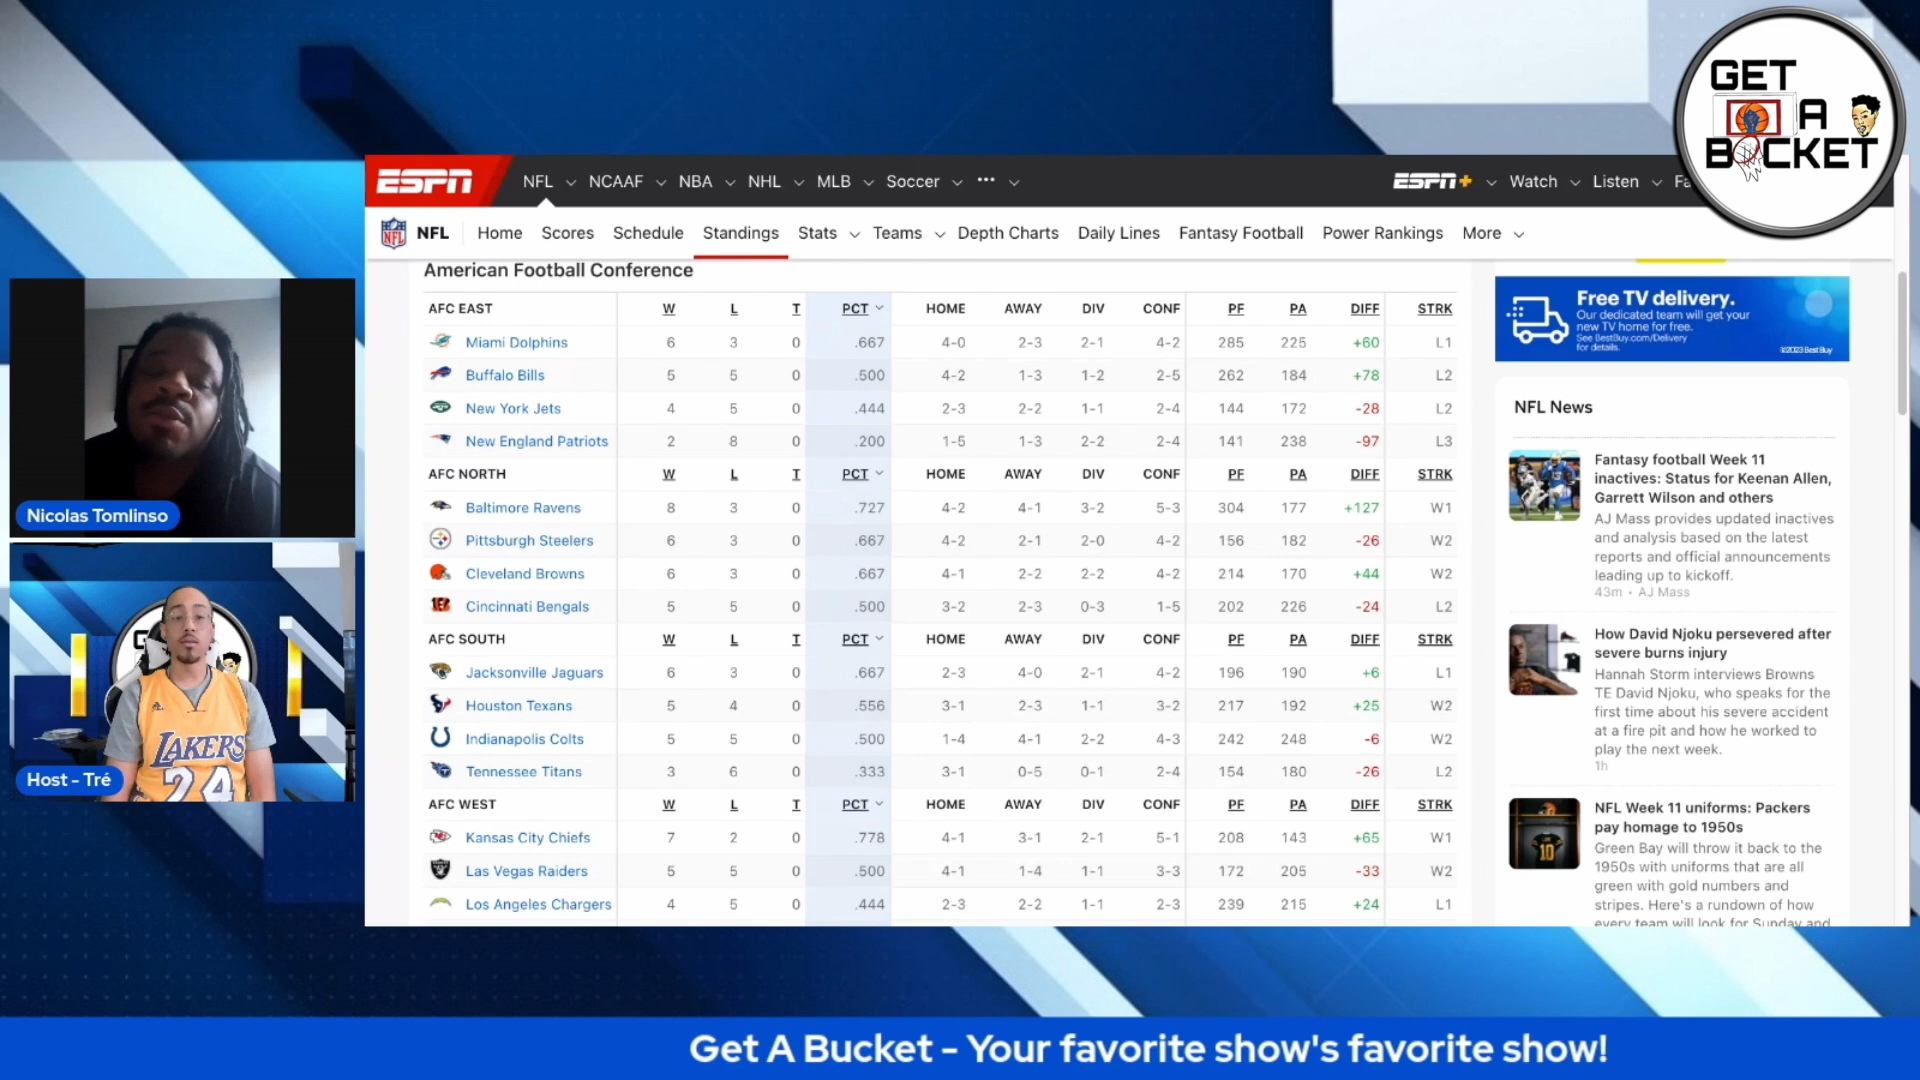 GET
A
BUCKET
ESPN NFL NCAAF NBA NHL MLB Soccer ••• ESPN+ Watch Listen Fa
NFL NFL Home Scores Schedule Standings Stats Teams Depth Charts Daily Lines Fantasy Football Power Rankings More
American Football Conference
AFC EAST W L T PCT HOME AWAY DIV CONF PF PA DIFF STRK
Miami Dolphins 6 3 0 .667 4-0 2-3 2-1 4-2 285 225 +60 L1
Buffalo Bills 5 5 0 .500 4-2 1-3 1-2 2-5 262 184 +78 L2
New York Jets 4 5 0 .444 2-3 2-2 1-1 2-4 144 172 -28 L2
New England Patriots 2 8 0 .200 1-5 1-3 2-2 2-4 141 238 -97 L3
AFC NORTH W L T PCT HOME AWAY DIV CONF PF PA DIFF STRK
Baltimore Ravens 8 3 0 .727 4-2 4-1 3-2 5-3 304 177 +127 W1
Pittsburgh Steelers 6 3 0 .667 4-2 2-1 2-0 4-2 156 182 -26 W2
Cleveland Browns 6 3 0 .667 4-1 2-2 2-2 4-2 214 170 +44 W2
Cincinnati Bengals 5 5 0 .500 3-2 2-3 0-3 1-5 202 226 -24 L2
AFC SOUTH W L T PCT HOME AWAY DIV CONF PF PA DIFF STRK
Jacksonville Jaguars 6 3 0 .667 2-3 4-0 2-1 4-2 196 190 +6 L1
Houston Texans 5 4 0 .556 3-1 2-3 1-1 3-2 217 192 +25 W2
Indianapolis Colts 5 5 0 .500 1-4 4-1 2-2 4-3 242 248 -6 W2
Tennessee Titans 3 6 0 .333 3-1 0-5 0-1 2-4 154 180 -26 L2
AFC WEST W L T PCT HOME AWAY DIV CONF PF PA DIFF STRK
Kansas City Chiefs 7 2 0 .778 4-1 3-1 2-1 5-1 208 143 +65 W1
Las Vegas Raiders 5 5 0 .500 4-1 1-4 1-1 3-3 172 205 -33 W2
Los Angeles Chargers 4 5 0 .444 2-3 2-2 1-1 2-3 239 215 +24 L1
Free TV delivery.
Our dedicated team will get your
new TV home for free.
See BestBuy.com/Delivery
for details.
©2023 Best Buy
NFL News
Fantasy football Week 11
inactives: Status for Keenan Allen,
Garrett Wilson and others
AJ Mass provides updated inactives
and analysis based on the latest
reports and official announcements
leading up to kickoff.
43m • AJ Mass
How David Njoku persevered after
severe burns injury
Hannah Storm interviews Browns
TE David Njoku, who speaks for the
first time about his severe accident
at a fire pit and how he worked to
play the next week.
1h
NFL Week 11 uniforms: Packers
pay homage to 1950s
Green Bay will throw it back to the
1950s with uniforms that are all
green with gold numbers and
stripes. Here's a rundown of how
every team will look for Sunday and
10
Nicolas Tomlinso
LAKERS
24
Host - Tré
Get A Bucket - Your favorite show's favorite show!